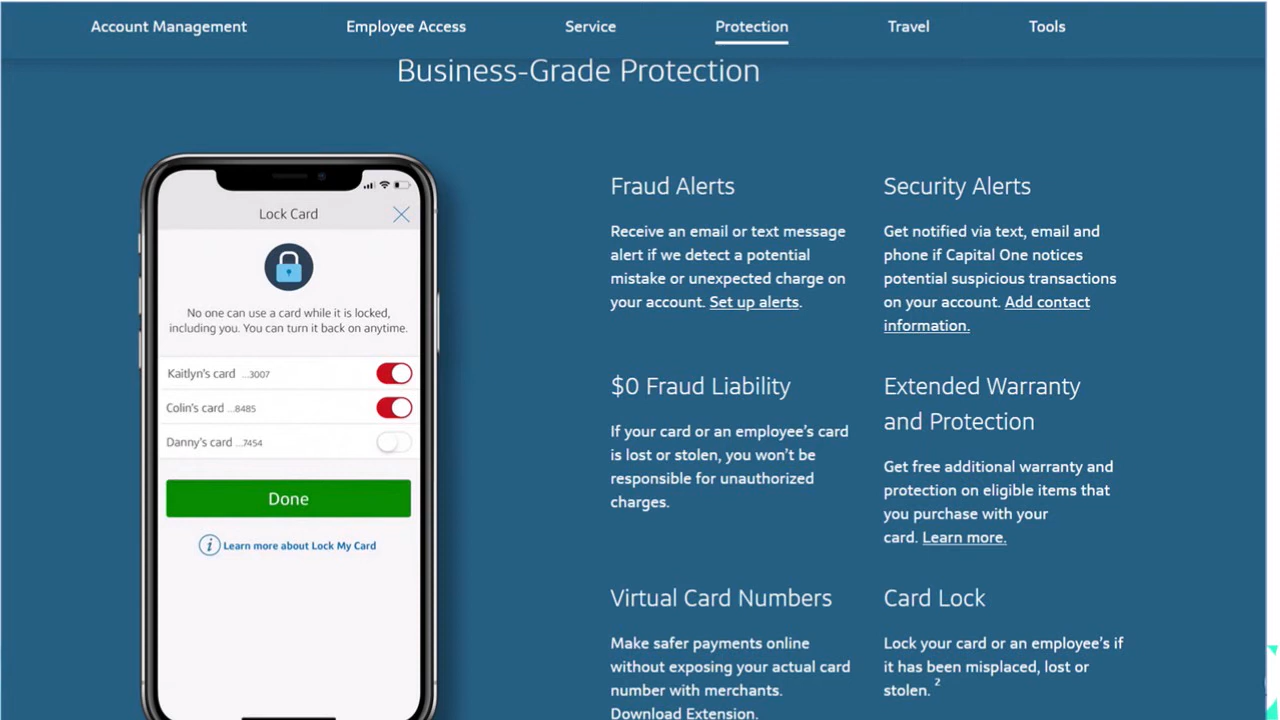 Account Management
Employee Access
Service
Protection
Travel
Tools
Business-Grade Protection
Lock Card
No one can use a card while it is locked,
including you. You can turn it back on anytime.
Kaitlyn's card ...3007
Colin's card ...8485
Danny's card ...7454
Done
i Learn more about Lock My Card
Fraud Alerts
Receive an email or text message
alert if we detect a potential
mistake or unexpected charge on
your account. Set up alerts.
Security Alerts
Get notified via text, email and
phone if Capital One notices
potential suspicious transactions
on your account. Add contact
information.
$0 Fraud Liability
If your card or an employee’s card
is lost or stolen, you won’t be
responsible for unauthorized
charges.
Extended Warranty
and Protection
Get free additional warranty and
protection on eligible items that
you purchase with your
card. Learn more.
Virtual Card Numbers
Make safer payments online
without exposing your actual card
number with merchants.
Download Extension.
Card Lock
Lock your card or an employee’s if
it has been misplaced, lost or
stolen. 2